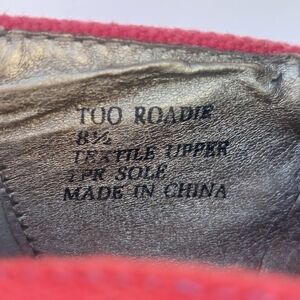 TOO ROADIE
8½
TEXTILE UPPER
TPR SOLE
MADE IN CHINA